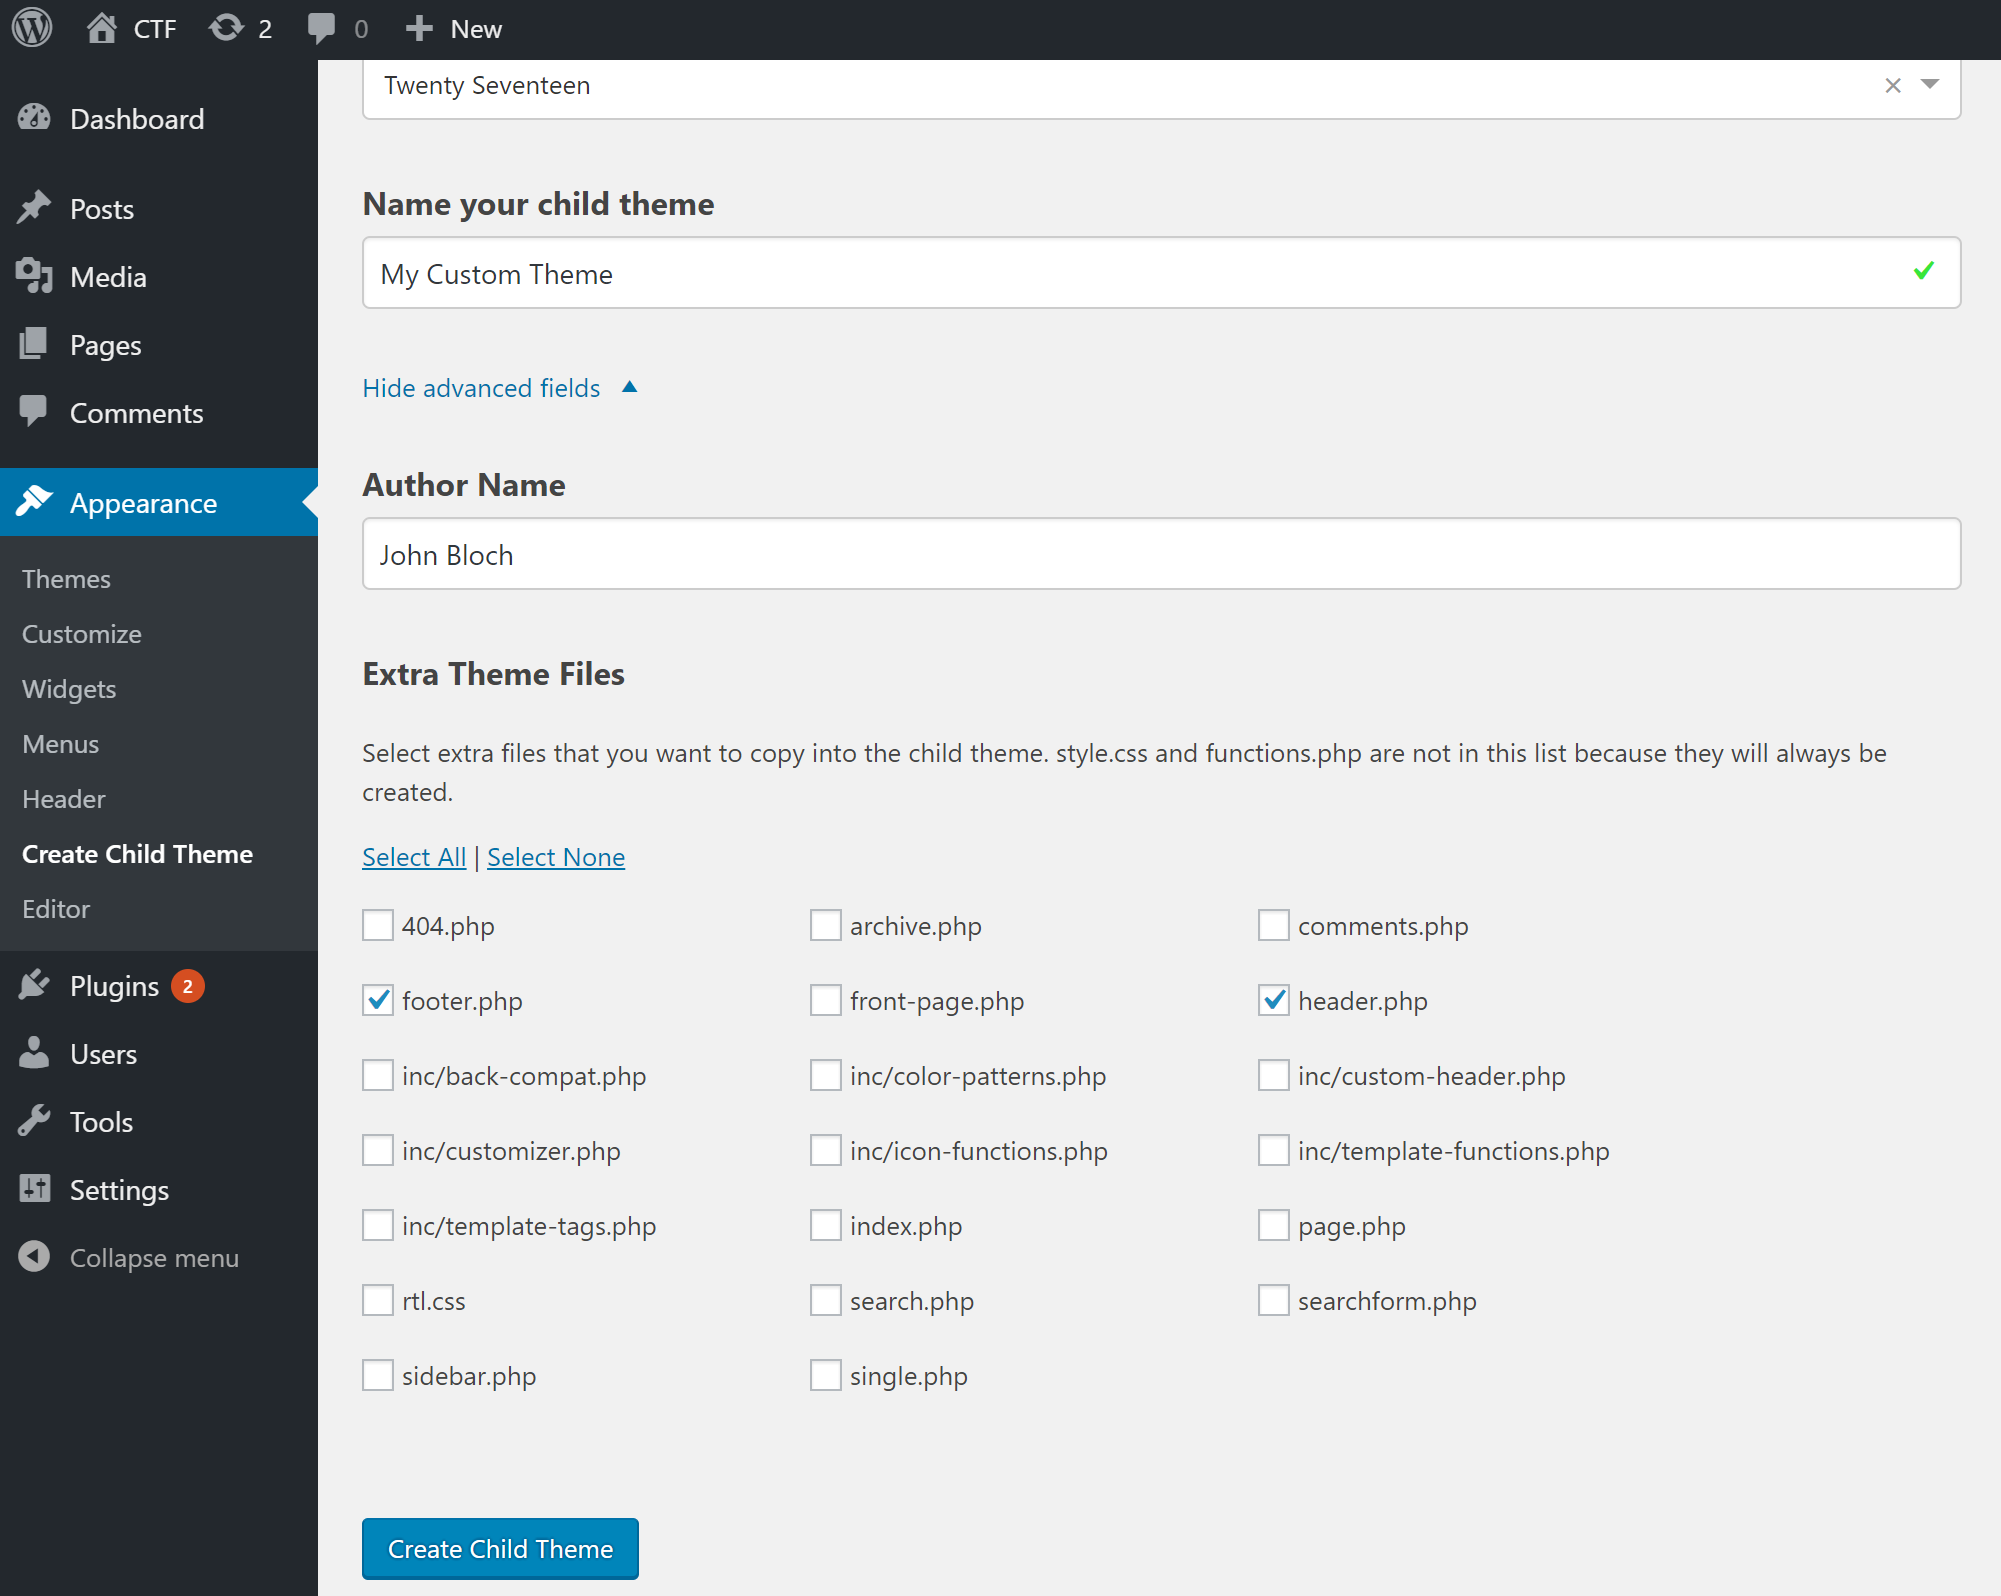 CTF 2 0 New
Dashboard
Posts
Media
Pages
Comments
Appearance
Themes
Customize
Widgets
Menus
Header
Create Child Theme
Editor
Plugins 2
Users
Tools
Settings
Collapse menu
Twenty Seventeen ×
Name your child theme
My Custom Theme
Hide advanced fields
Author Name
John Bloch
Extra Theme Files
Select extra files that you want to copy into the child theme. style.css and functions.php are not in this list because they will always be
created.
Select All | Select None
404.php archive.php comments.php
footer.php front-page.php header.php
inc/back-compat.php inc/color-patterns.php inc/custom-header.php
inc/customizer.php inc/icon-functions.php inc/template-functions.php
inc/template-tags.php index.php page.php
rtl.css search.php searchform.php
sidebar.php single.php
Create Child Theme